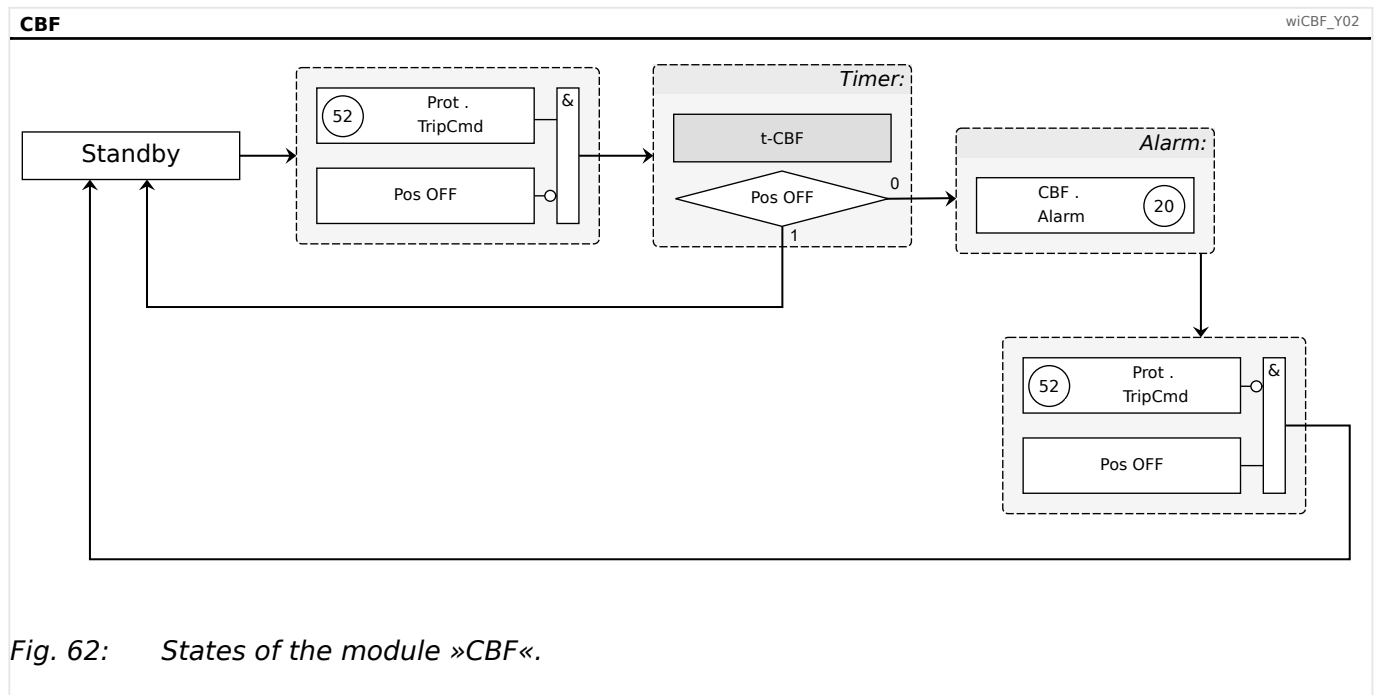 CBF
wiCBF_Y02
Standby
52
Prot .
TripCmd
&
Pos OFF
Timer:
t-CBF
Pos OFF
0
1
Alarm:
CBF .
Alarm
20
52
Prot .
TripCmd
&
Pos OFF
Fig. 62: States of the module »CBF«.